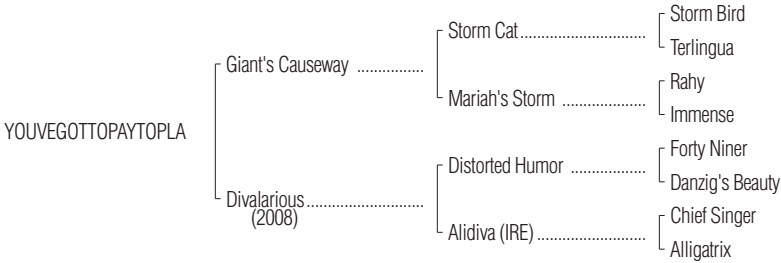 Storm Bird
Storm Cat
Terlingua
Giant's Causeway
Rahy
Mariah's Storm
Immense
YOUVEGOTTOPAYTOPLA
Forty Niner
Distorted Humor
Danzig's Beauty
Divalarious
(2008)
Chief Singer
Alidiva (IRE)
Alligatrix